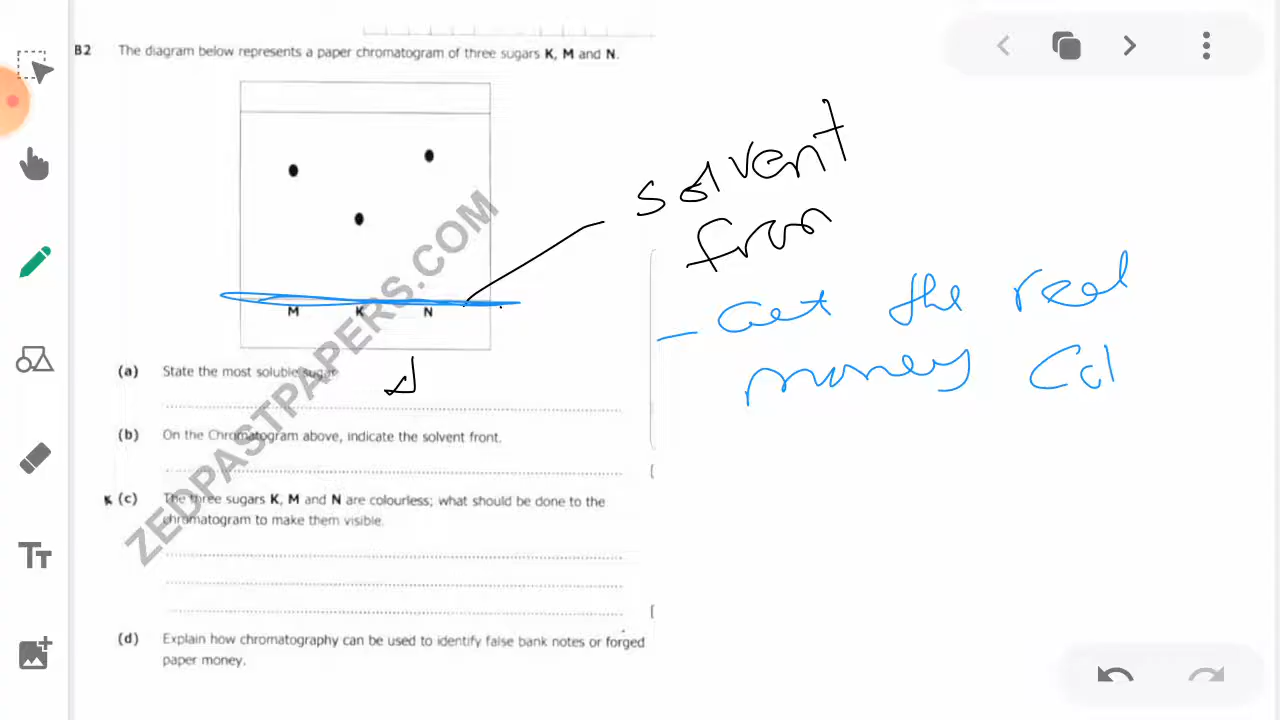 B2 The diagram below represents a paper chromatogram of three sugars K, M and N.
M K N
(a) State the most soluble sugar
(b) On the Chromatogram above, indicate the solvent front.
(c) The three sugars K, M and N are colourless; what should be done to the
chromatogram to make them visible.
(d) Explain how chromatography can be used to identify false bank notes or forged
paper money.
ZEDPASTPAPERS.COM
solvent
fron
- Get the real
money Col
TT